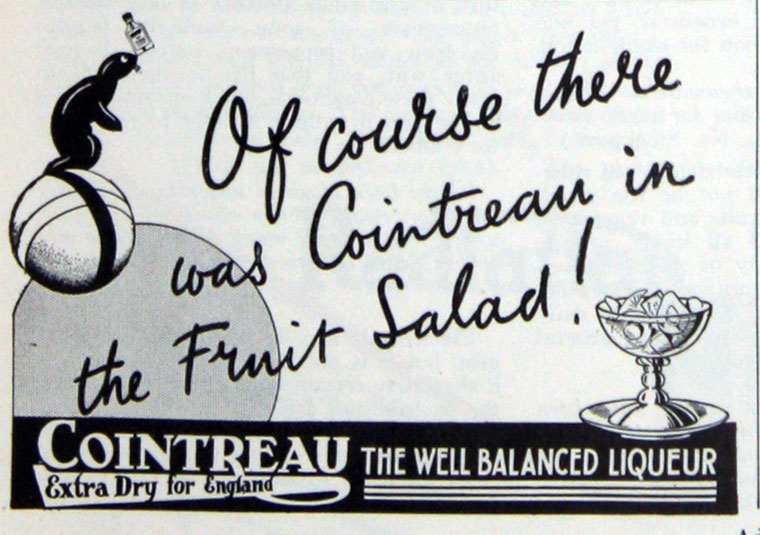 Of course there
was Cointreau in
the Fruit Salad!
COINTREAU
Extra Dry for England
THE WELL BALANCED LIQUEUR